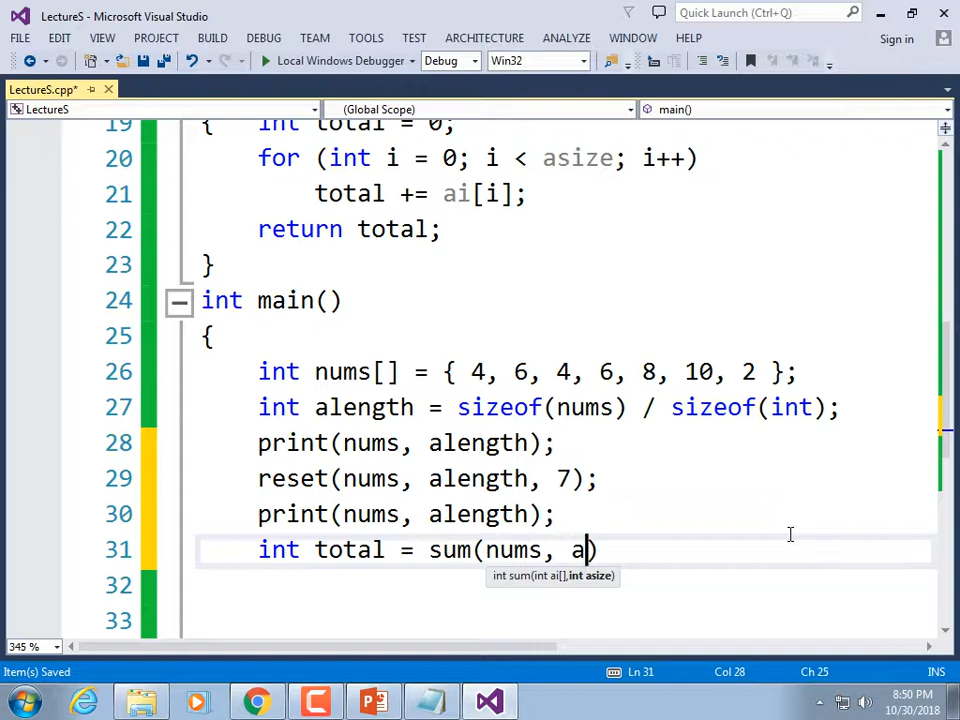 LectureS - Microsoft Visual Studio
Quick Launch (Ctrl+Q)
FILE EDIT VIEW PROJECT BUILD DEBUG TEAM TOOLS TEST ARCHITECTURE ANALYZE WINDOW HELP Sign in
Local Windows Debugger Debug Win32
LectureS.cpp*
LectureS (Global Scope) main()
19 { int total = 0;
20 for (int i = 0; i < asize; i++)
21 total += ai[i];
22 return total;
23 }
24 int main()
25 {
26 int nums[] = { 4, 6, 4, 6, 8, 10, 2 };
27 int alength = sizeof(nums) / sizeof(int);
28 print(nums, alength);
29 reset(nums, alength, 7);
30 print(nums, alength);
31 int total = sum(nums, a)
int sum(int ai[],int asize)
32
33
345 %
Item(s) Saved Ln 31 Col 28 Ch 25 INS
8:50 PM
10/30/2018